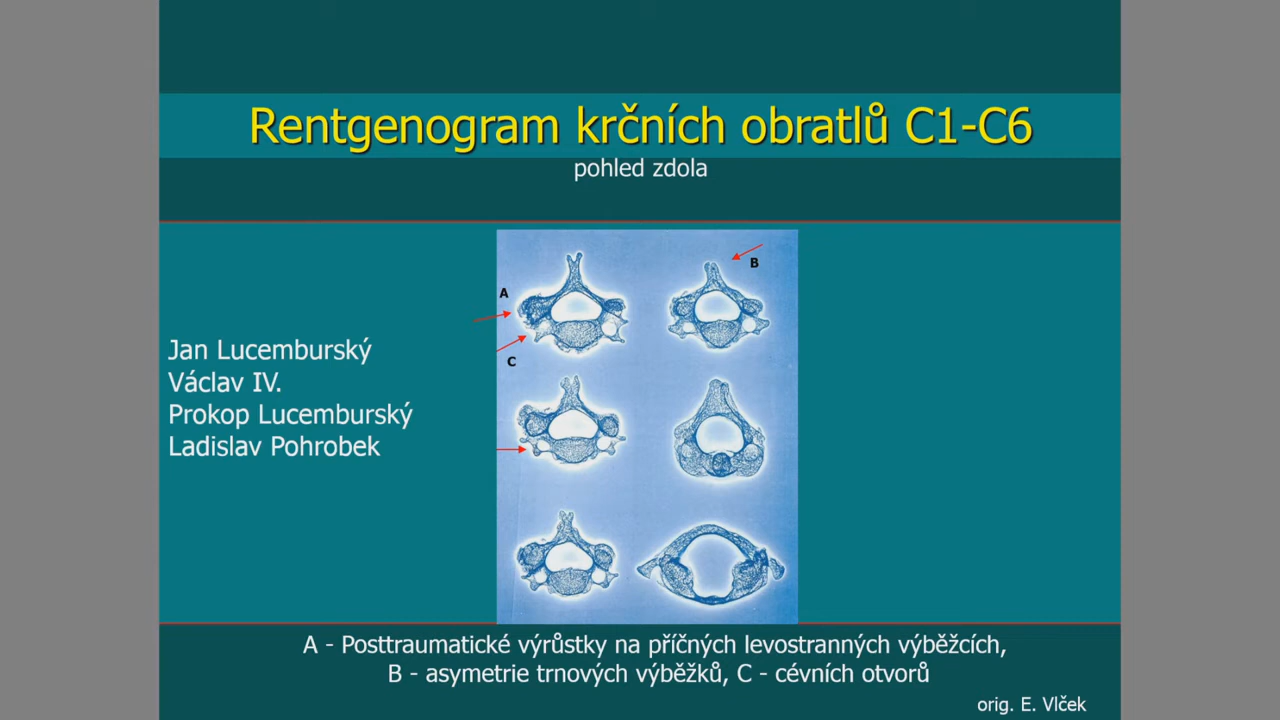 Rentgenogram krčních obratlů C1-C6
pohled zdola
B
A
C
Jan Lucemburský
Václav IV.
Prokop Lucemburský
Ladislav Pohrobek
A - Posttraumatické výrůstky na příčných levostranných výběžcích,
B - asymetrie trnových výběžků, C - cévních otvorů
orig. E. Vlček